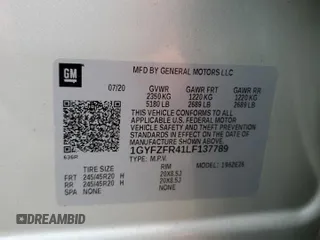 GM
MFD BY GENERAL MOTORS LLC
07/20 GVWR GAWR FRT GAWR RR
2350 KG 1220 KG 1220 KG
5180 LB 2689 LB 2689 LB
THIS VEHICLE CONFORMS TO ALL
APPLICABLE U.S. FEDERAL MOTOR VEHICLE
SAFETY, BUMPER, AND THEFT PREVENTION
STANDARDS IN EFFECT ON THE DATE OF
MANUFACTURE SHOWN ABOVE.
1GYFZFR41LF137789
TYPE: M.P.V.
TIRE SIZE RIM
FRT 245/45R20 H 20X8.5J
RR 245/45R20 H 20X8.5J
SPA NONE NONE
DREAMBID